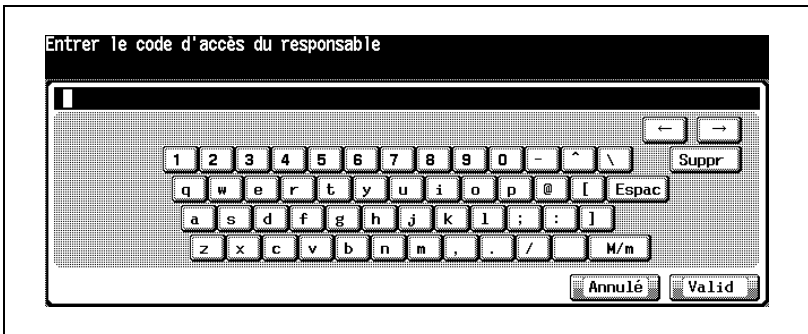 Entrer le code d'accès du responsable
← →
1 2 3 4 5 6 7 8 9 0 - ^ \ Suppr
q w e r t y u i o p @ [ Espac
a s d f g h j k l ; : ]
z x c v b n m , . / M/m
Annulé Valid